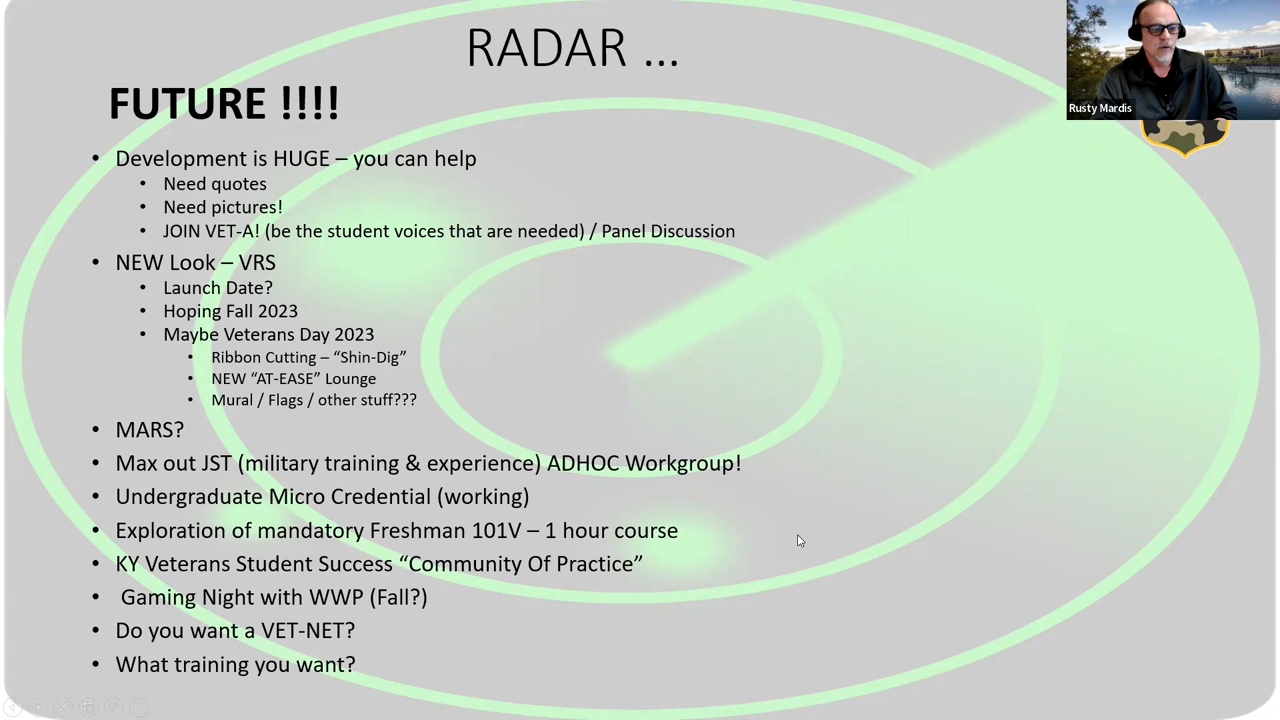 RADAR ...
FUTURE !!!!
Rusty Mardis
• Development is HUGE – you can help
• Need quotes
• Need pictures!
• JOIN VET-A! (be the student voices that are needed) / Panel Discussion
• NEW Look – VRS
• Launch Date?
• Hoping Fall 2023
• Maybe Veterans Day 2023
• Ribbon Cutting – “Shin-Dig”
• NEW “AT-EASE” Lounge
• Mural / Flags / other stuff???
• MARS?
• Max out JST (military training & experience) ADHOC Workgroup!
• Undergraduate Micro Credential (working)
• Exploration of mandatory Freshman 101V – 1 hour course
• KY Veterans Student Success “Community Of Practice”
• Gaming Night with WWP (Fall?)
• Do you want a VET-NET?
• What training you want?